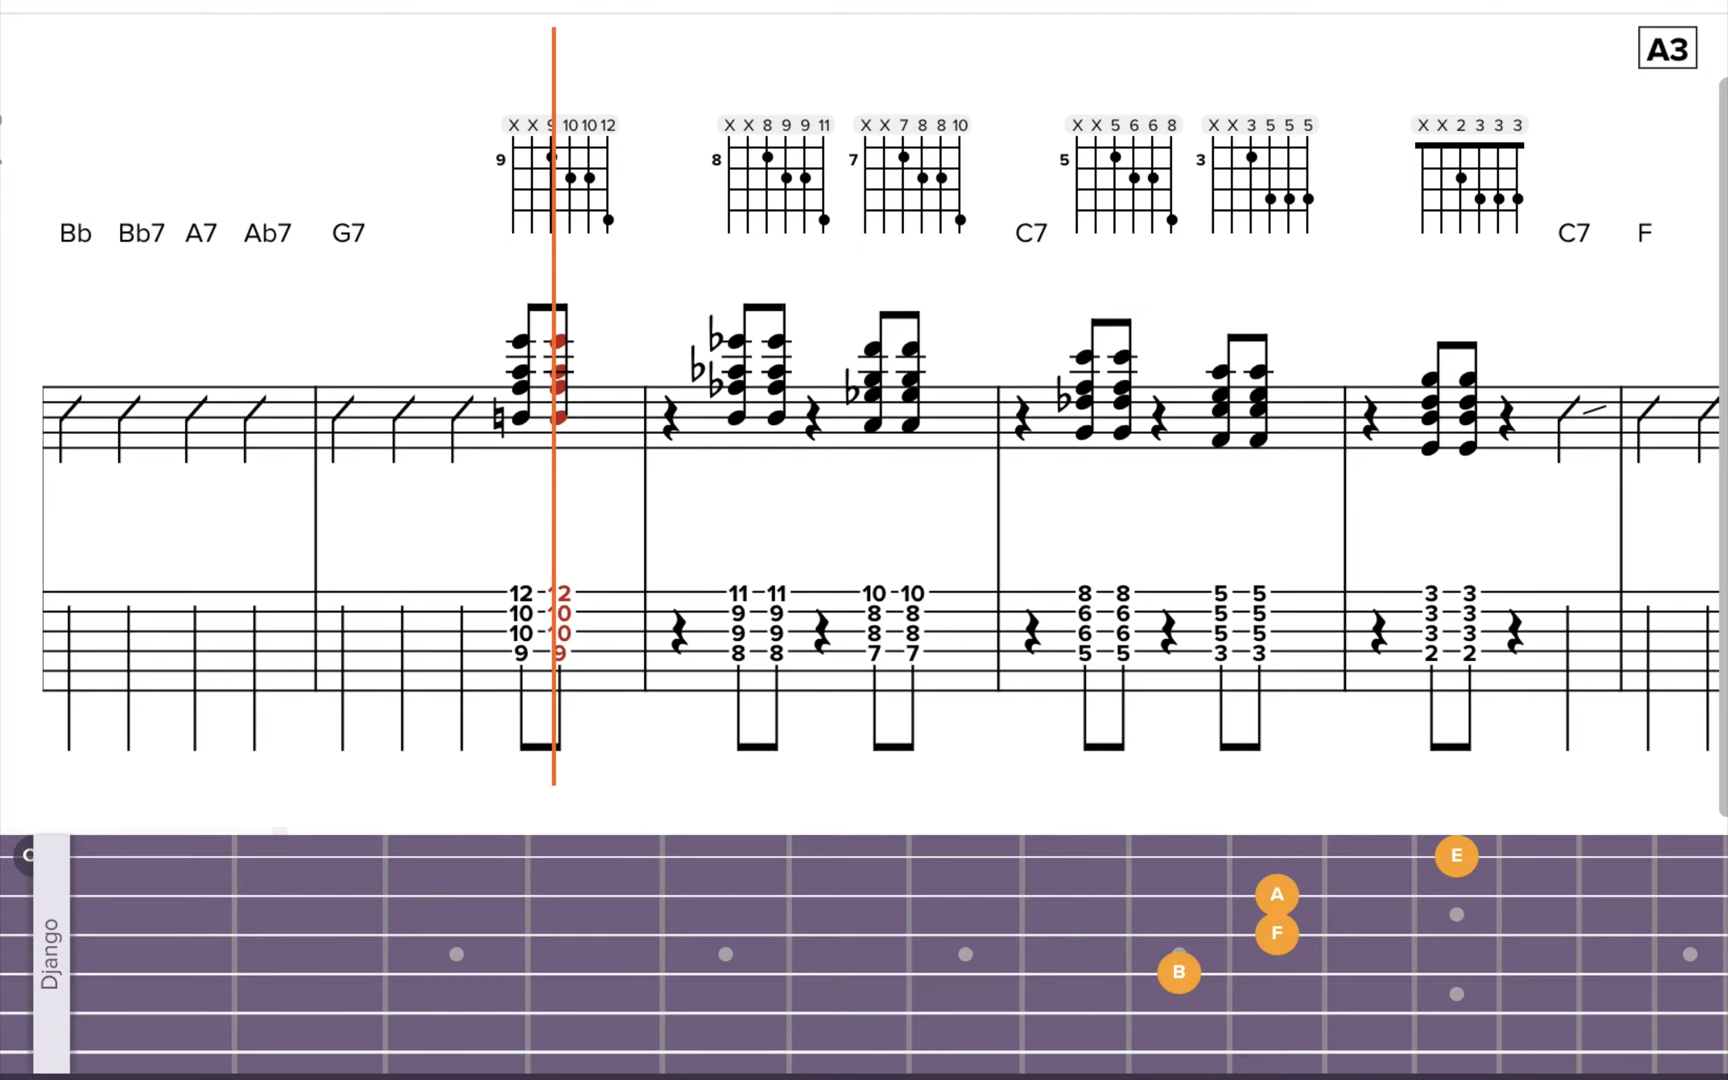 A3
X X 9 10 10 12
X X 8 9 9 11
X X 7 8 8 10
X X 5 6 6 8
X X 3 5 5 5
X X 2 3 3 3
9
8
7
5
3
Bb Bb7 A7 Ab7 G7 C7 C7 F
12 12 11 11 10 10 8 8 5 5 3 3
10 10 9 9 8 8 6 6 5 5 3 3
10 10 9 9 8 8 6 6 5 5 3 3
9 9 8 8 7 7 5 5 3 3 2 2
E
A
F
B
Django